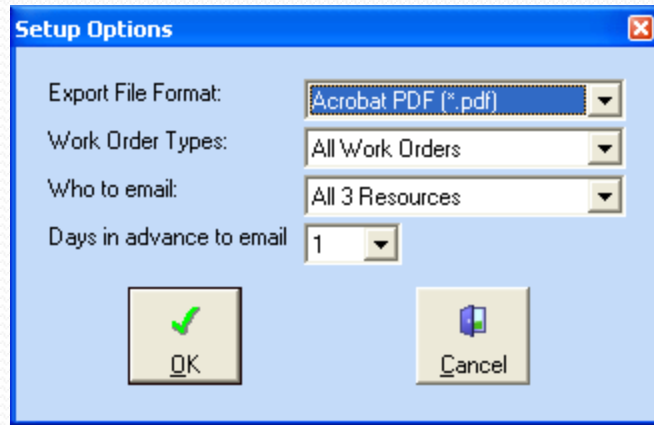 Setup Options
Export File Format: Acrobat PDF (*.pdf)
Work Order Types: All Work Orders
Who to email: All 3 Resources
Days in advance to email 1
OK Cancel